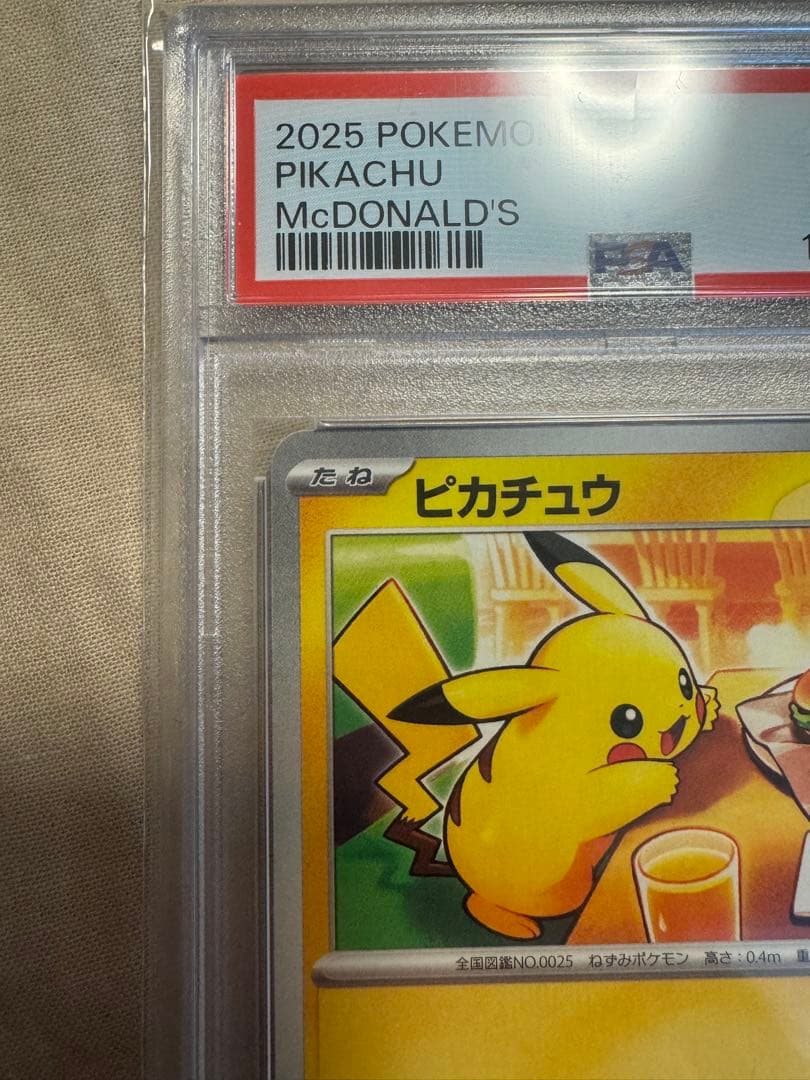 2025 POKEMO
PIKACHU
McDONALD'S
PSA
たね
ピカチュウ
全国図鑑NO.0025 ねずみポケモン 高さ:0.4m 重